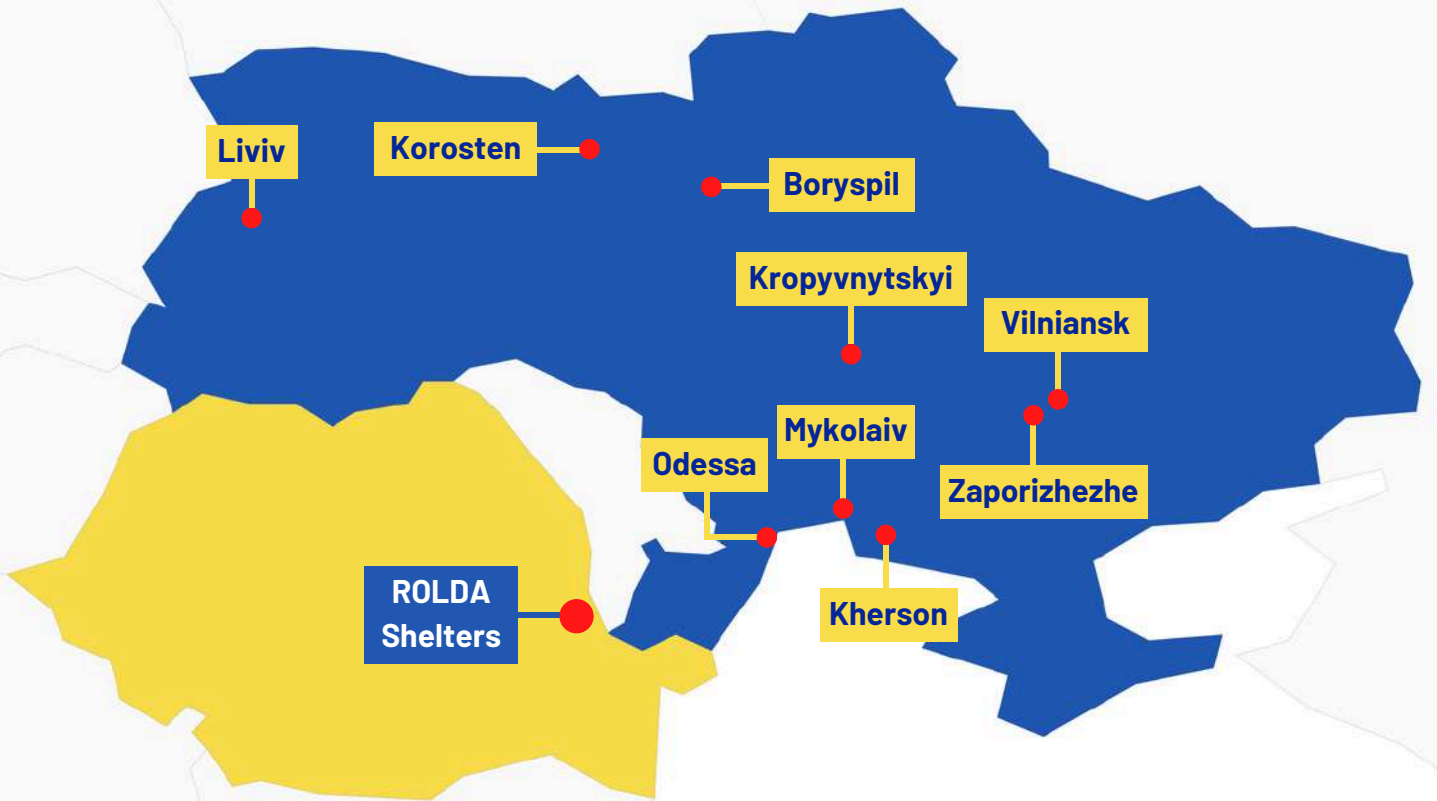 Liviv
Korosten
Boryspil
Kropyvnytskyi
Vilniansk
Mykolaiv
Odessa
Zaporizhezhe
ROLDA
Shelters
Kherson